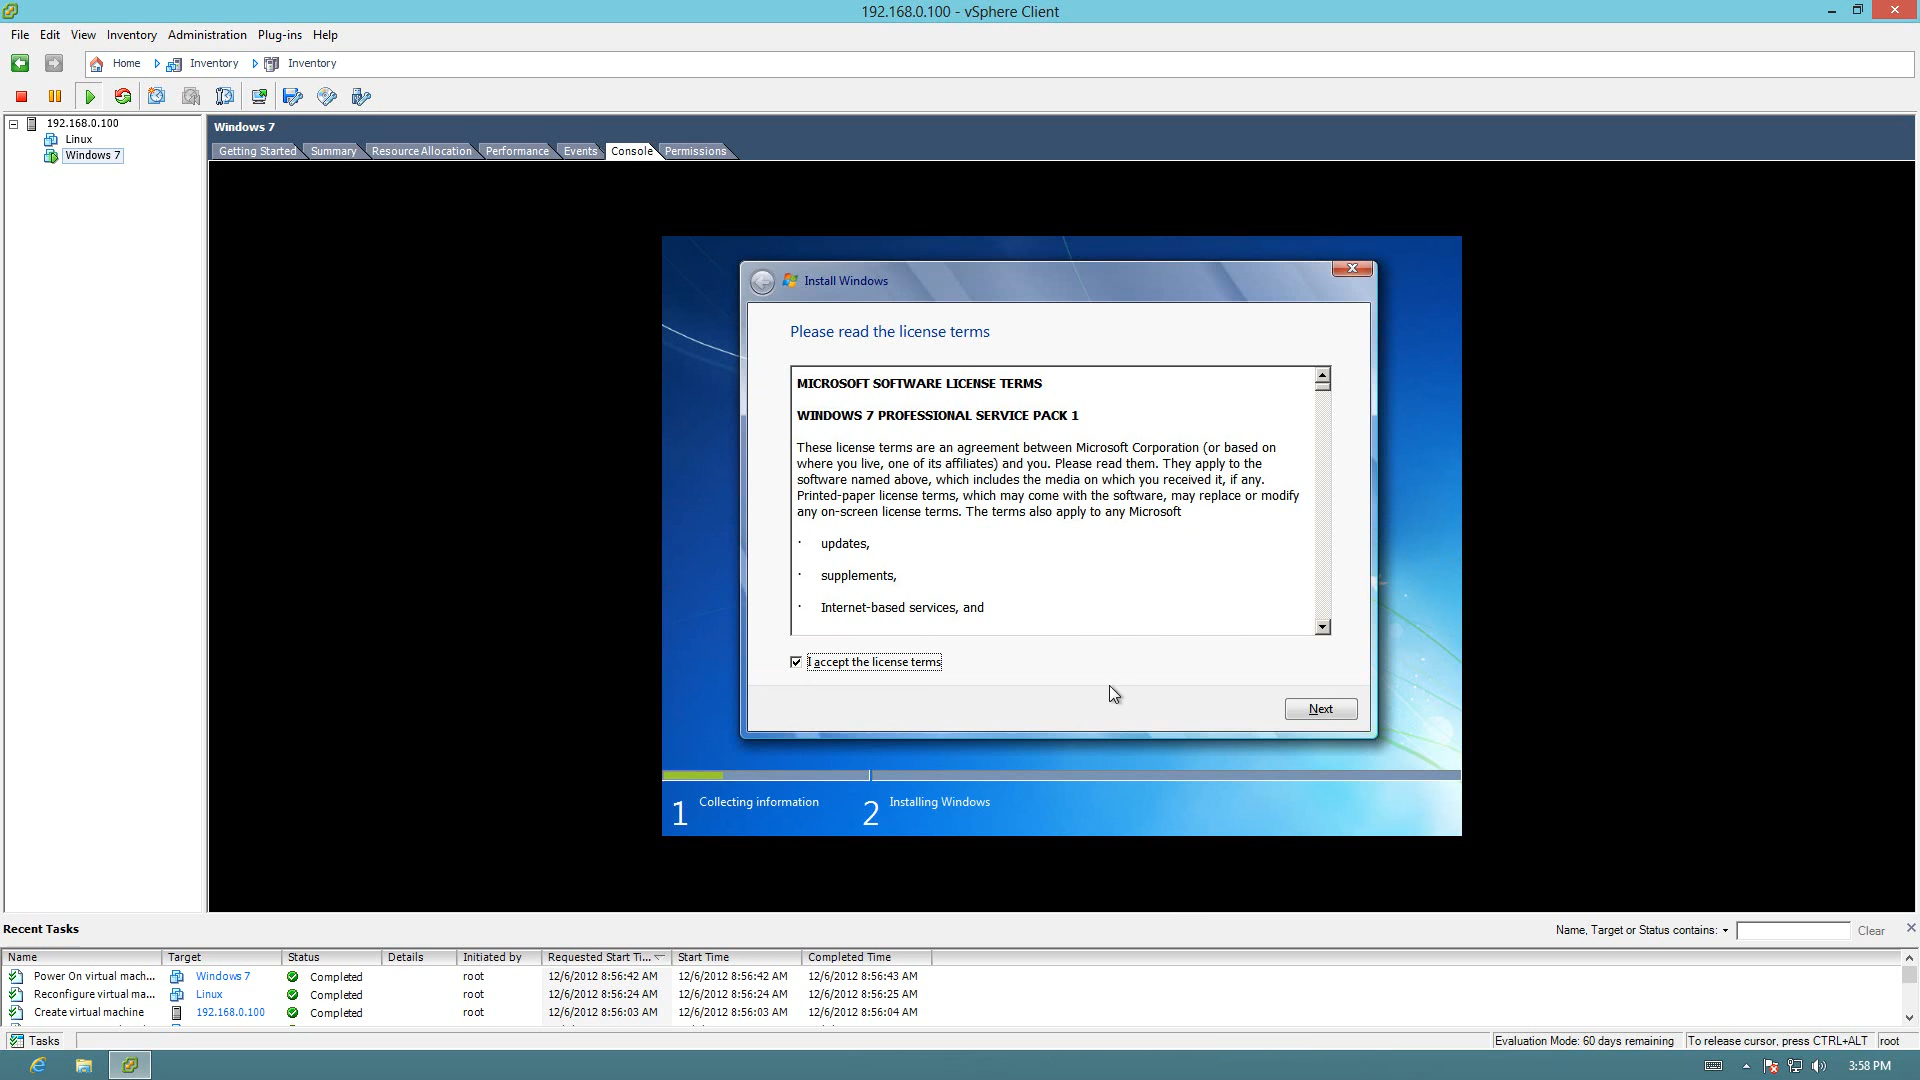 192.168.0.100 - vSphere Client
File Edit View Inventory Administration Plug-ins Help
Home Inventory Inventory
192.168.0.100
Linux
Windows 7
Windows 7
Getting Started Summary Resource Allocation Performance Events Console Permissions
Install Windows
Please read the license terms
MICROSOFT SOFTWARE LICENSE TERMS
WINDOWS 7 PROFESSIONAL SERVICE PACK 1
These license terms are an agreement between Microsoft Corporation (or based on
where you live, one of its affiliates) and you. Please read them. They apply to the
software named above, which includes the media on which you received it, if any.
Printed-paper license terms, which may come with the software, may replace or modify
any on-screen license terms. The terms also apply to any Microsoft
· updates,
· supplements,
· Internet-based services, and
I accept the license terms
Next
1 Collecting information 2 Installing Windows
Recent Tasks Name, Target or Status contains: Clear
Name Target Status Details Initiated by Requested Start Ti... Start Time Completed Time
Power On virtual mach... Windows 7 Completed root 12/6/2012 8:56:42 AM 12/6/2012 8:56:42 AM 12/6/2012 8:56:43 AM
Reconfigure virtual ma... Linux Completed root 12/6/2012 8:56:24 AM 12/6/2012 8:56:24 AM 12/6/2012 8:56:25 AM
Create virtual machine 192.168.0.100 Completed root 12/6/2012 8:56:03 AM 12/6/2012 8:56:03 AM 12/6/2012 8:56:04 AM
Tasks Evaluation Mode: 60 days remaining To release cursor, press CTRL+ALT root
3:58 PM